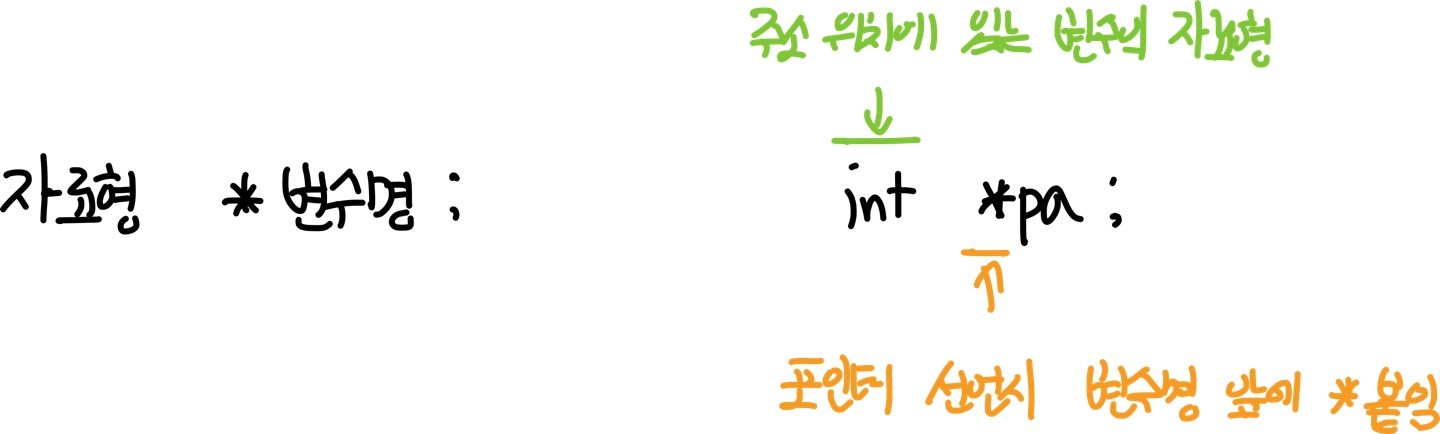 주소 위치에 있는 변수의 자료형
자료형 * 변수명 ;
int *pa ;
포인터 선언시 변수명 앞에 * 붙임